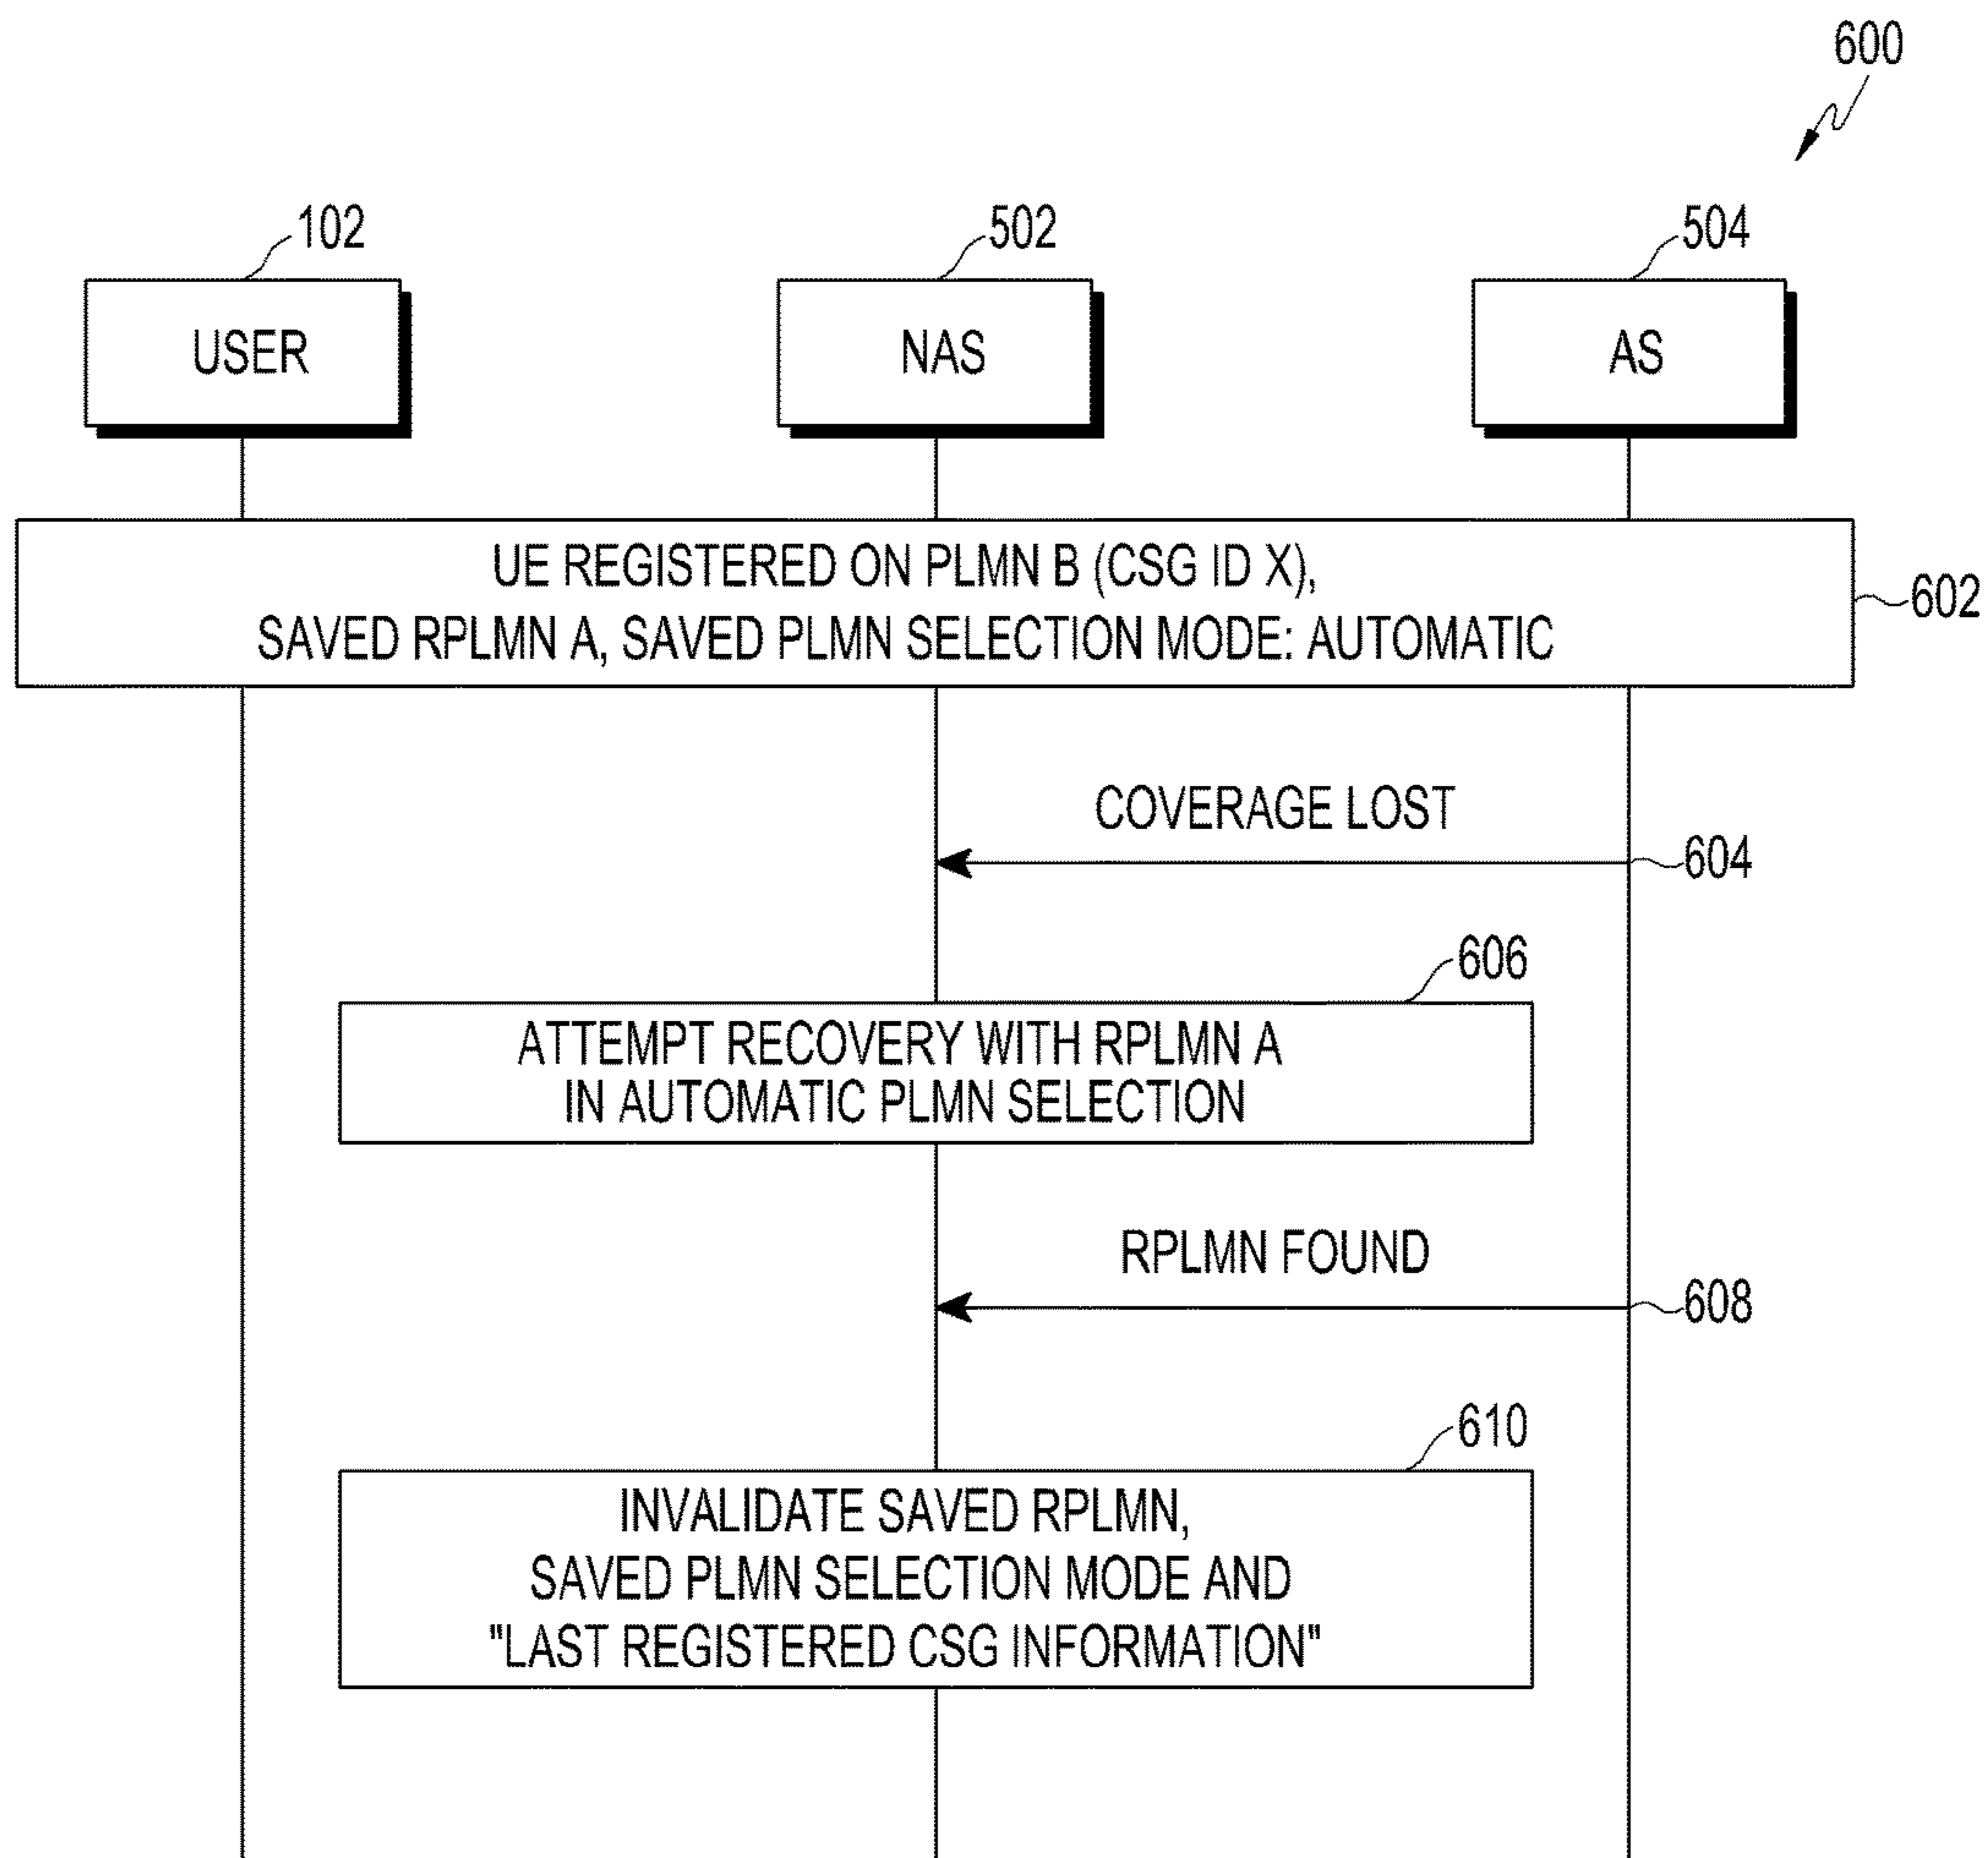 600
102
502
504
USER
NAS
AS
UE REGISTERED ON PLMN B (CSG ID X),
SAVED RPLMN A, SAVED PLMN SELECTION MODE: AUTOMATIC
602
COVERAGE LOST
604
606
ATTEMPT RECOVERY WITH RPLMN A
IN AUTOMATIC PLMN SELECTION
RPLMN FOUND
608
610
INVALIDATE SAVED RPLMN,
SAVED PLMN SELECTION MODE AND
"LAST REGISTERED CSG INFORMATION"